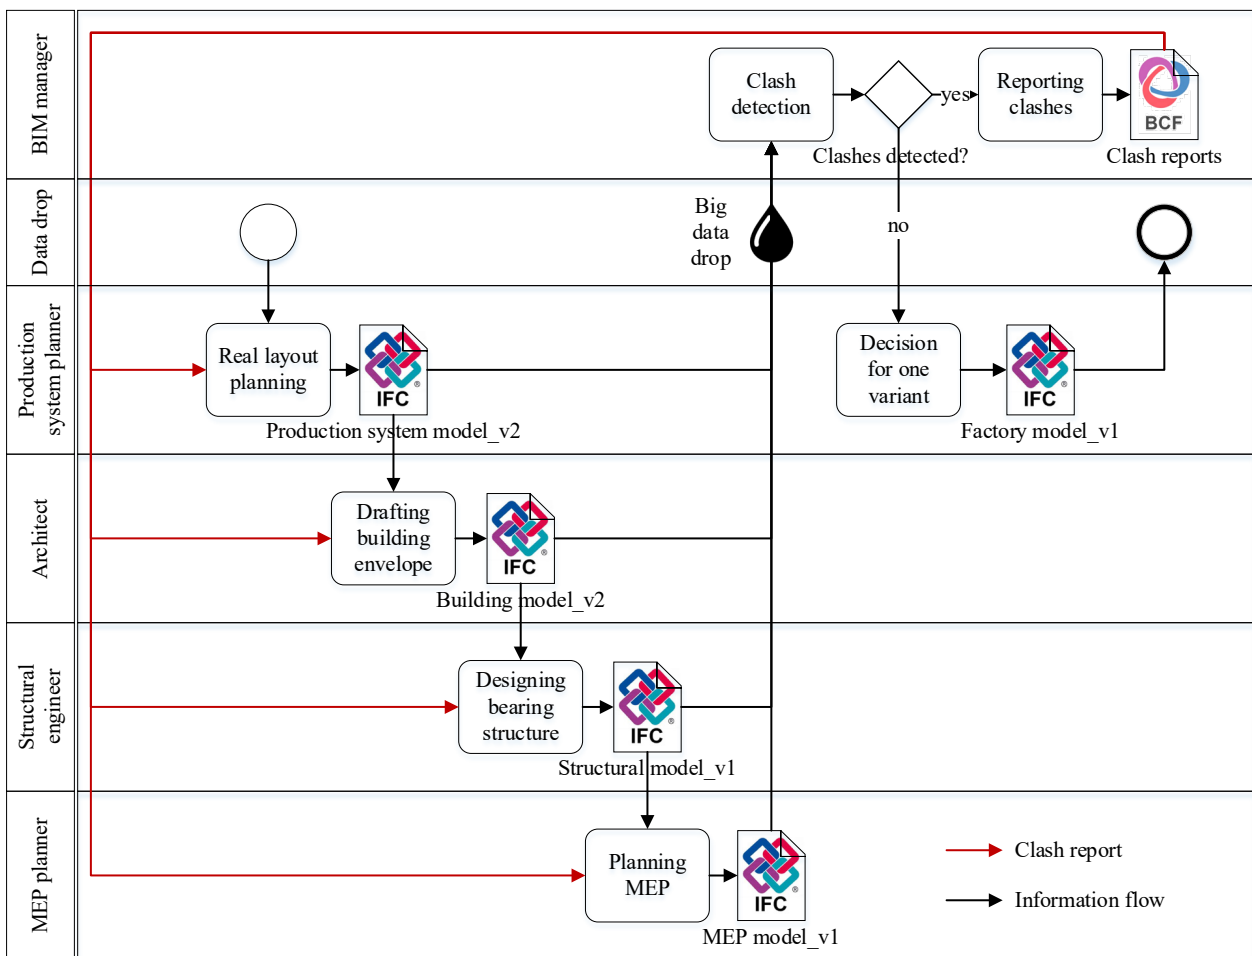 BIM manager
Clash
detection
yes
Reporting
clashes
BCF
Clashes detected?
Clash reports
Data drop
Big
data
drop
no
Production
system planner
Real layout
planning
IFC
®
Production system model_v2
Decision
for one
variant
IFC
®
Factory model_v1
Architect
Drafting
building
envelope
IFC
®
Building model_v2
Structural
engineer
Designing
bearing
structure
IFC
®
Structural model_v1
MEP planner
Planning
MEP
IFC
®
MEP model_v1
Clash report
Information flow